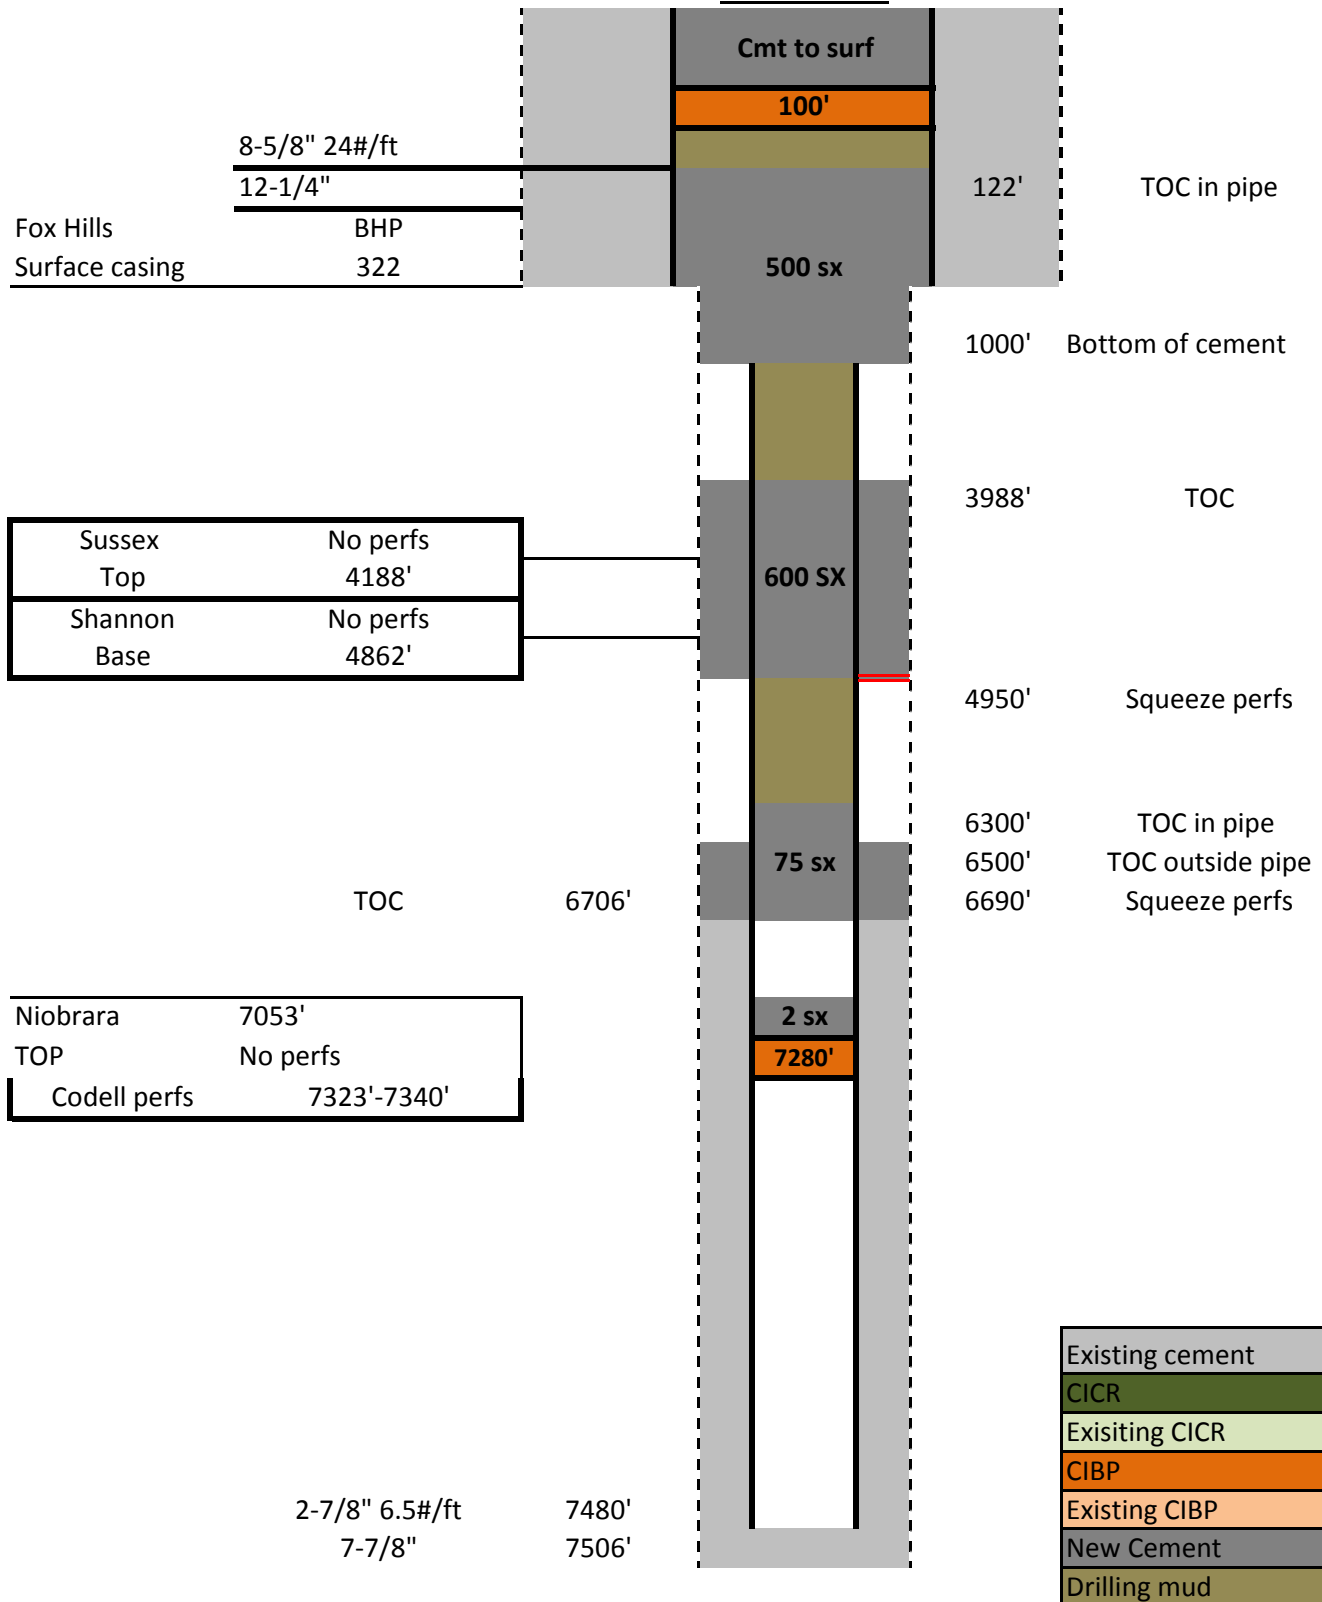 Cmt to surf
100'
8-5/8" 24#/ft
12-1/4" 122' TOC in pipe
Fox Hills BHP
Surface casing 322 500 sx
1000' Bottom of cement
3988' TOC
Sussex No perfs
Top 4188' 600 SX
Shannon No perfs
Base 4862'
4950' Squeeze perfs
6300' TOC in pipe
75 sx 6500' TOC outside pipe
TOC 6706' 6690' Squeeze perfs
Niobrara 7053' 2 sx
TOP No perfs 7280'
Codell perfs 7323'-7340'
Existing cement
CICR
Exisiting CICR
CIBP
2-7/8" 6.5#/ft 7480' Existing CIBP
7-7/8" 7506' New Cement
Drilling mud